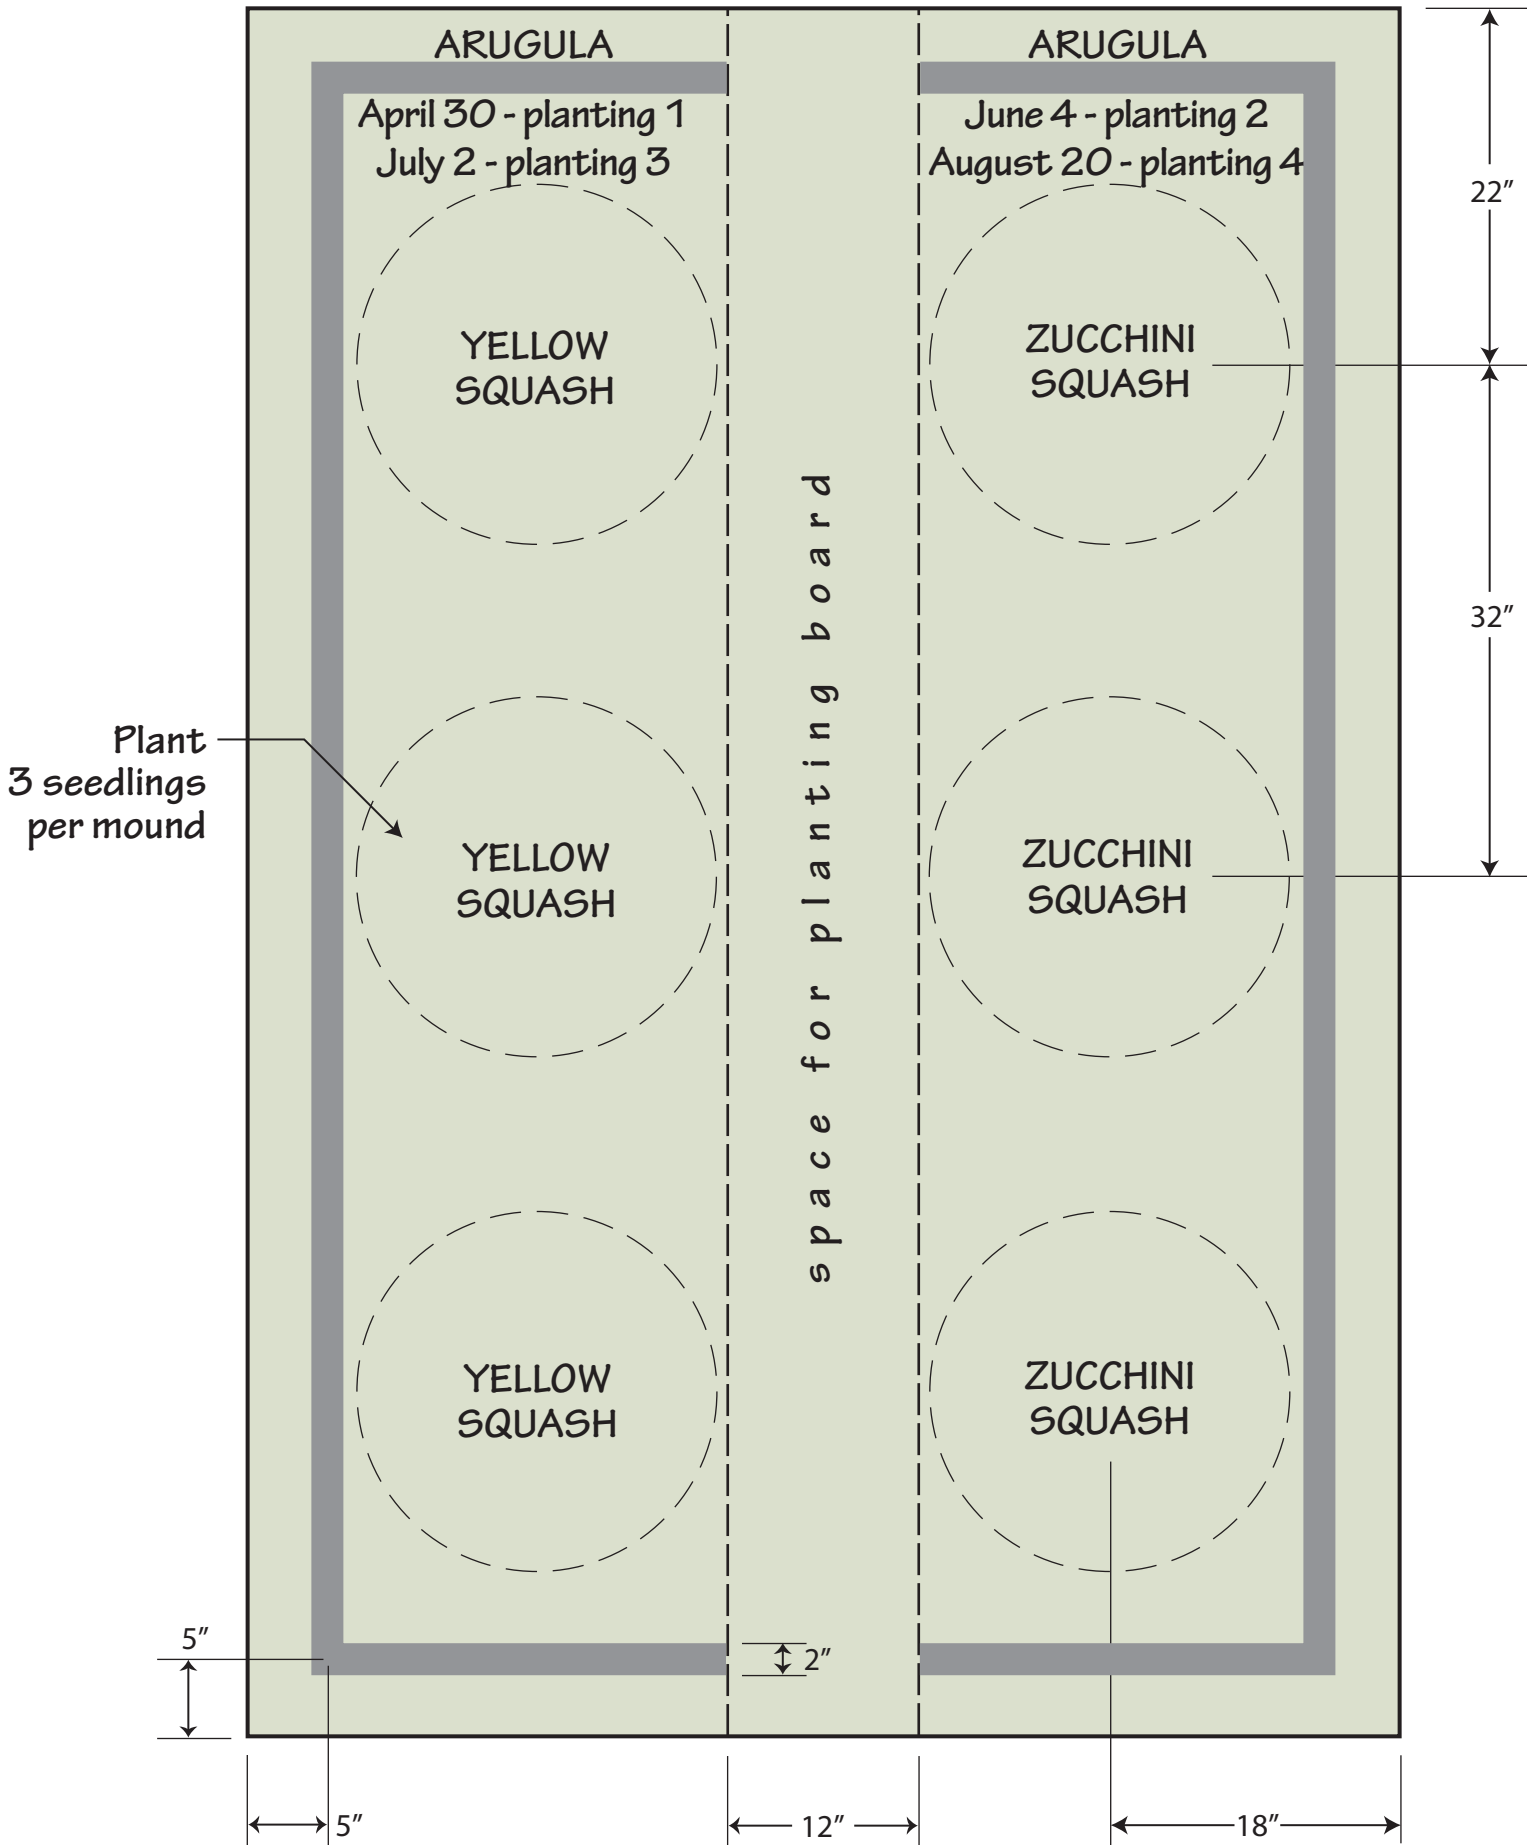 ARUGULA
ARUGULA
April 30 - planting 1
July 2 - planting 3
June 4 - planting 2
August 20 - planting 4
22”
YELLOW
SQUASH
ZUCCHINI
SQUASH
32”
space for planting board
Plant
3 seedlings
per mound
YELLOW
SQUASH
ZUCCHINI
SQUASH
YELLOW
SQUASH
ZUCCHINI
SQUASH
5”
2”
5”
12”
18”